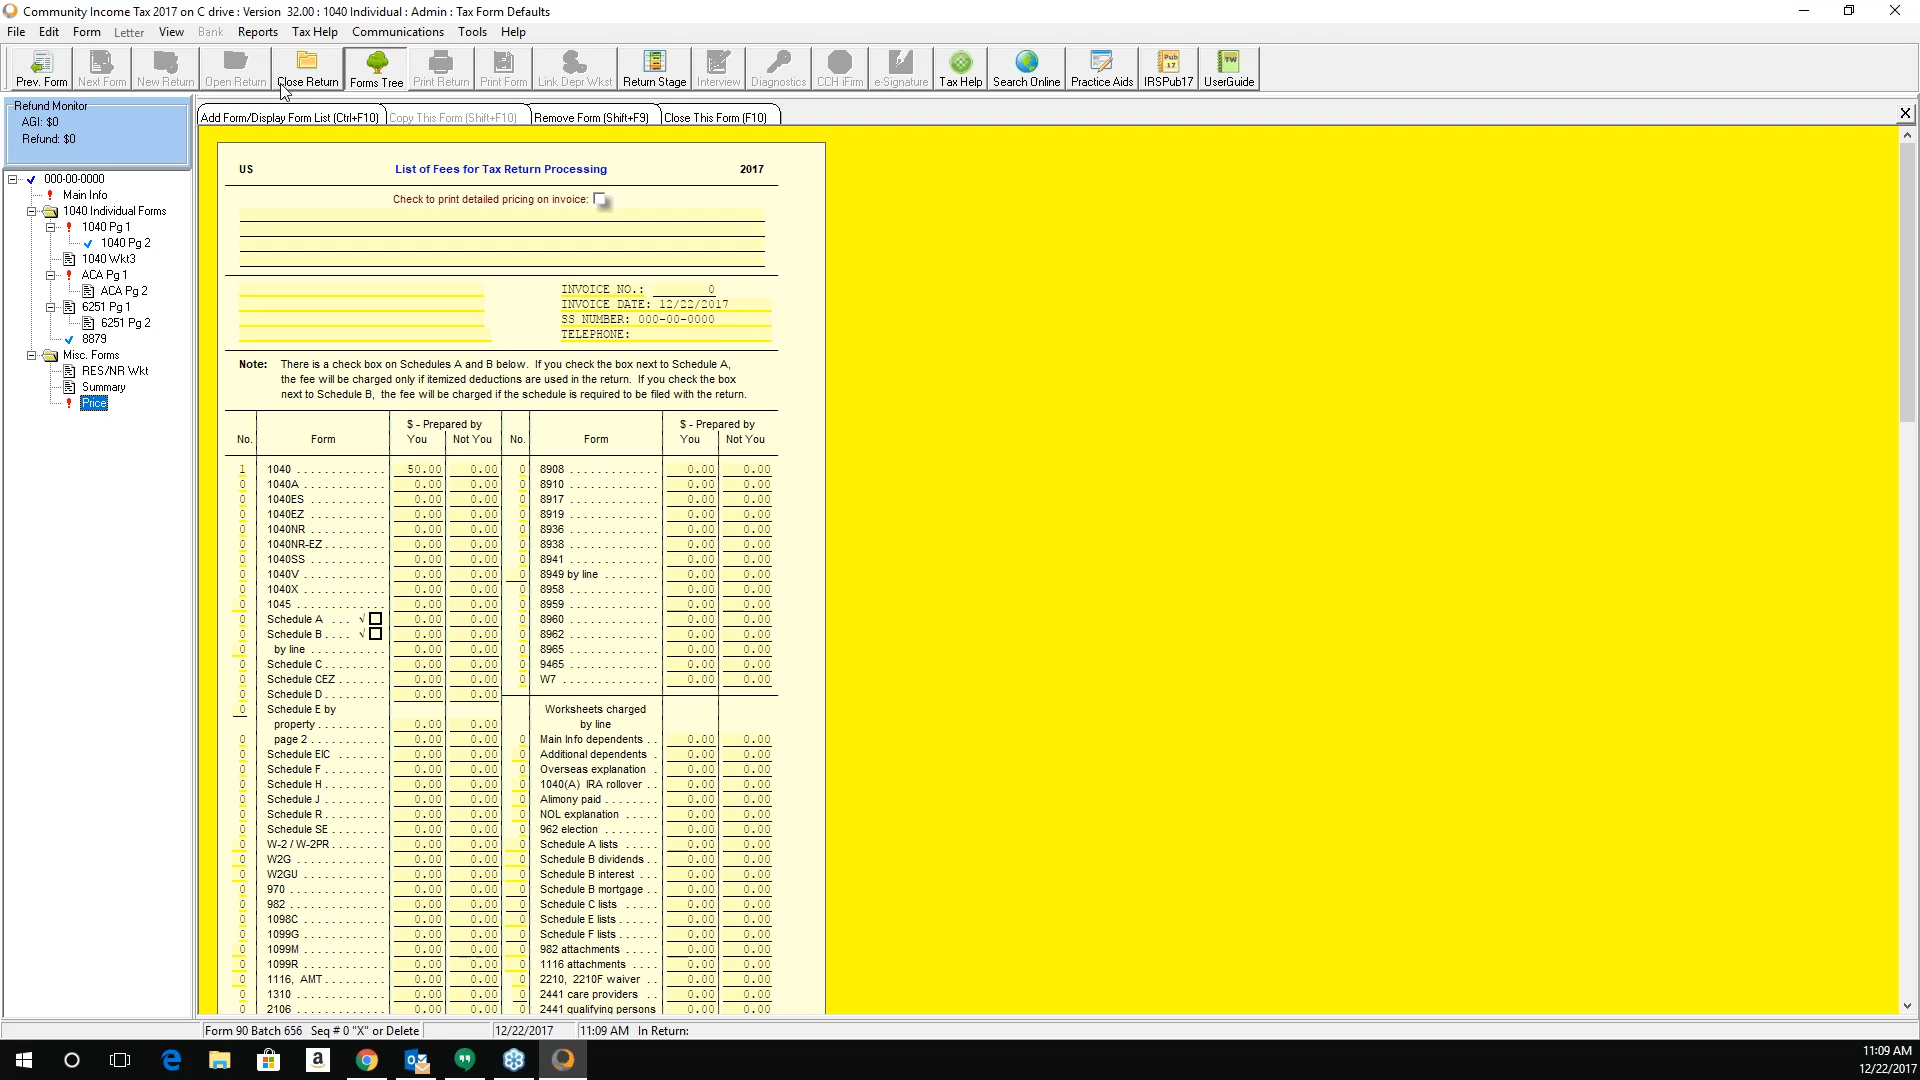 Community Income Tax 2017 on C drive : Version 32.00 : 1040 Individual : Admin : Tax Form Defaults
File Edit Form Letter View Bank Reports Tax Help Communications Tools Help
Prev. Form Next Form New Return Open Return Close Return Forms Tree Print Return Print Form Link Depr Wkst Return Stage Interview Diagnostics CCH iFirm e-Signature Tax Help Search Online Practice Aids IRSPub17 UserGuide
Refund Monitor
AGI: $0
Refund: $0
000-00-0000
Main Info
1040 Individual Forms
1040 Pg 1
1040 Pg 2
1040 Wkt3
ACA Pg 1
ACA Pg 2
6251 Pg 1
6251 Pg 2
8879
Misc. Forms
RES/NR Wkt
Summary
Price
Add Form/Display Form List (Ctrl+F10) Copy This Form (Shift+F10) Remove Form (Shift+F9) Close This Form (F10)
US List of Fees for Tax Return Processing 2017
Check to print detailed pricing on invoice:
INVOICE NO.: 0
INVOICE DATE: 12/22/2017
SS NUMBER: 000-00-0000
TELEPHONE:
Note: There is a check box on Schedules A and B below. If you check the box next to Schedule A,
the fee will be charged only if itemized deductions are used in the return. If you check the box
next to Schedule B, the fee will be charged if the schedule is required to be filed with the return.
$ - Prepared by $ - Prepared by
No. Form You Not You No. Form You Not You
1 1040 . . . . . . . . . . . . 50.00 0.00 0 8908 . . . . . . . . . . . . 0.00 0.00
0 1040A . . . . . . . . . . . 0.00 0.00 0 8910 . . . . . . . . . . . . 0.00 0.00
0 1040ES . . . . . . . . . . 0.00 0.00 0 8917 . . . . . . . . . . . . 0.00 0.00
0 1040EZ . . . . . . . . . . 0.00 0.00 0 8919 . . . . . . . . . . . . 0.00 0.00
0 1040NR . . . . . . . . . . 0.00 0.00 0 8936 . . . . . . . . . . . . 0.00 0.00
0 1040NR-EZ . . . . . . . . 0.00 0.00 0 8938 . . . . . . . . . . . . 0.00 0.00
0 1040SS . . . . . . . . . . 0.00 0.00 0 8941 . . . . . . . . . . . . 0.00 0.00
0 1040V . . . . . . . . . . . 0.00 0.00 0 8949 by line . . . . . . . . 0.00 0.00
0 1040X . . . . . . . . . . . 0.00 0.00 0 8958 . . . . . . . . . . . . 0.00 0.00
0 1045 . . . . . . . . . . . . 0.00 0.00 0 8959 . . . . . . . . . . . . 0.00 0.00
0 Schedule A . . . √ 0.00 0.00 0 8960 . . . . . . . . . . . . 0.00 0.00
0 Schedule B . . . . √ 0.00 0.00 0 8962 . . . . . . . . . . . . 0.00 0.00
0 by line . . . . . . . . . . 0.00 0.00 0 8965 . . . . . . . . . . . . 0.00 0.00
0 Schedule C . . . . . . . . 0.00 0.00 0 9465 . . . . . . . . . . . . 0.00 0.00
0 Schedule CEZ . . . . . . 0.00 0.00 0 W7 . . . . . . . . . . . . . 0.00 0.00
0 Schedule D . . . . . . . . 0.00 0.00
0 Schedule E by Worksheets charged
property . . . . . . . . . 0.00 0.00 by line
0 page 2 . . . . . . . . . . 0.00 0.00 0 Main Info dependents . . 0.00 0.00
0 Schedule EIC . . . . . . 0.00 0.00 0 Additional dependents . 0.00 0.00
0 Schedule F . . . . . . . . 0.00 0.00 0 Overseas explanation . 0.00 0.00
0 Schedule H . . . . . . . . 0.00 0.00 0 1040(A) IRA rollover . . 0.00 0.00
0 Schedule J . . . . . . . . 0.00 0.00 0 Alimony paid . . . . . . . . 0.00 0.00
0 Schedule R . . . . . . . . 0.00 0.00 0 NOL explanation . . . . . 0.00 0.00
0 Schedule SE . . . . . . . 0.00 0.00 0 962 election . . . . . . . . 0.00 0.00
0 W-2 / W-2PR . . . . . . . 0.00 0.00 0 Schedule A lists . . . . . 0.00 0.00
0 W2G . . . . . . . . . . . . 0.00 0.00 0 Schedule B dividends . . 0.00 0.00
0 W2GU . . . . . . . . . . . 0.00 0.00 0 Schedule B interest . . . 0.00 0.00
0 970 . . . . . . . . . . . . . 0.00 0.00 0 Schedule B mortgage . . 0.00 0.00
0 982 . . . . . . . . . . . . . 0.00 0.00 0 Schedule C lists . . . . . 0.00 0.00
0 1098C . . . . . . . . . . . 0.00 0.00 0 Schedule E lists . . . . . . 0.00 0.00
0 1099G . . . . . . . . . . . 0.00 0.00 0 Schedule F lists . . . . . . 0.00 0.00
0 1099M . . . . . . . . . . . 0.00 0.00 0 982 attachments . . . . . 0.00 0.00
0 1099R . . . . . . . . . . . 0.00 0.00 0 1116 attachments . . . . 0.00 0.00
0 1116, AMT . . . . . . . . 0.00 0.00 0 2210, 2210F waiver . . 0.00 0.00
0 1310 . . . . . . . . . . . . 0.00 0.00 0 2441 care providers . . 0.00 0.00
0 2106 . . . . . . . . . . . . 0.00 0.00 0 2441 qualifying persons 0.00 0.00
Form 90 Batch 656 Seq # 0 "X" or Delete 12/22/2017 11:09 AM In Return:
11:09 AM
12/22/2017